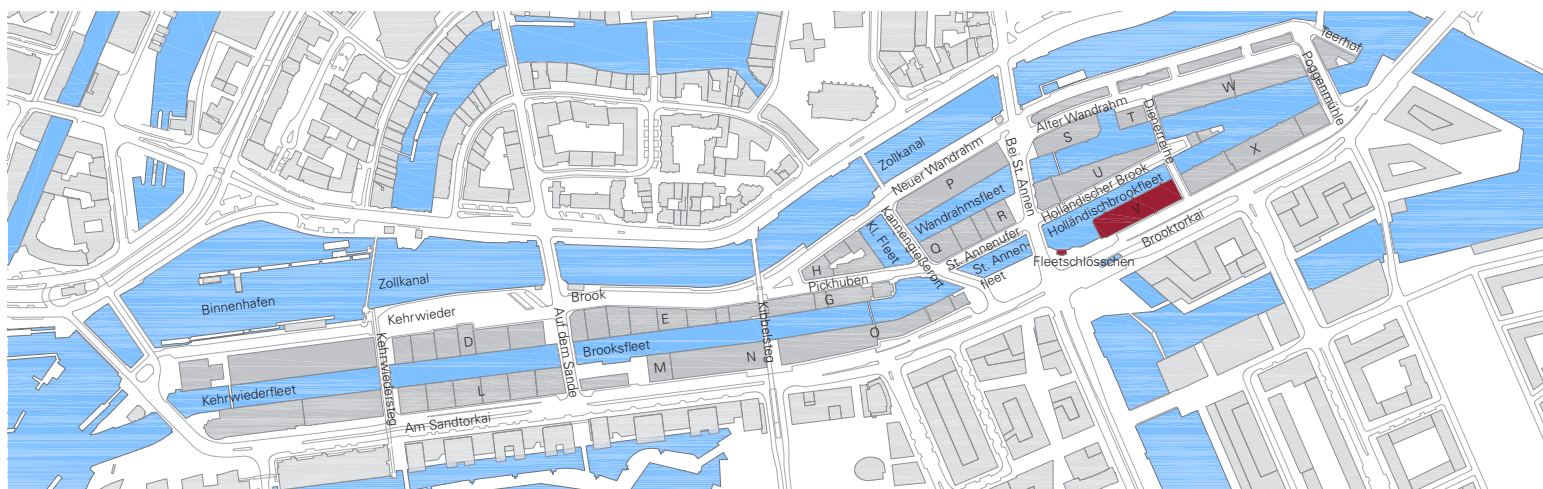 Teerhof
Poggenmühle
W
Dienerreihe
Alter Wandrahm
T
S
X
Zollkanal
Neuer Wandrahm
Bei St. Annen
U
P
Holländischer Brook
Holländischbrookfleet
V
Wandrahmsfleet
R
Kannengießerort
Kl. Fleet
Q
St. Annenufer
St. Annen-
fleet
Brooktorkai
Fleetschlösschen
H
Pickhuben
G
Zollkanal
Binnenhafen
Brook
Kehrwieder
E
Kibbelsteg
O
Auf dem Sande
D
Brooksfleet
N
M
Kehrwiedersteg
Kehrwiederfleet
L
Am Sandtorkai